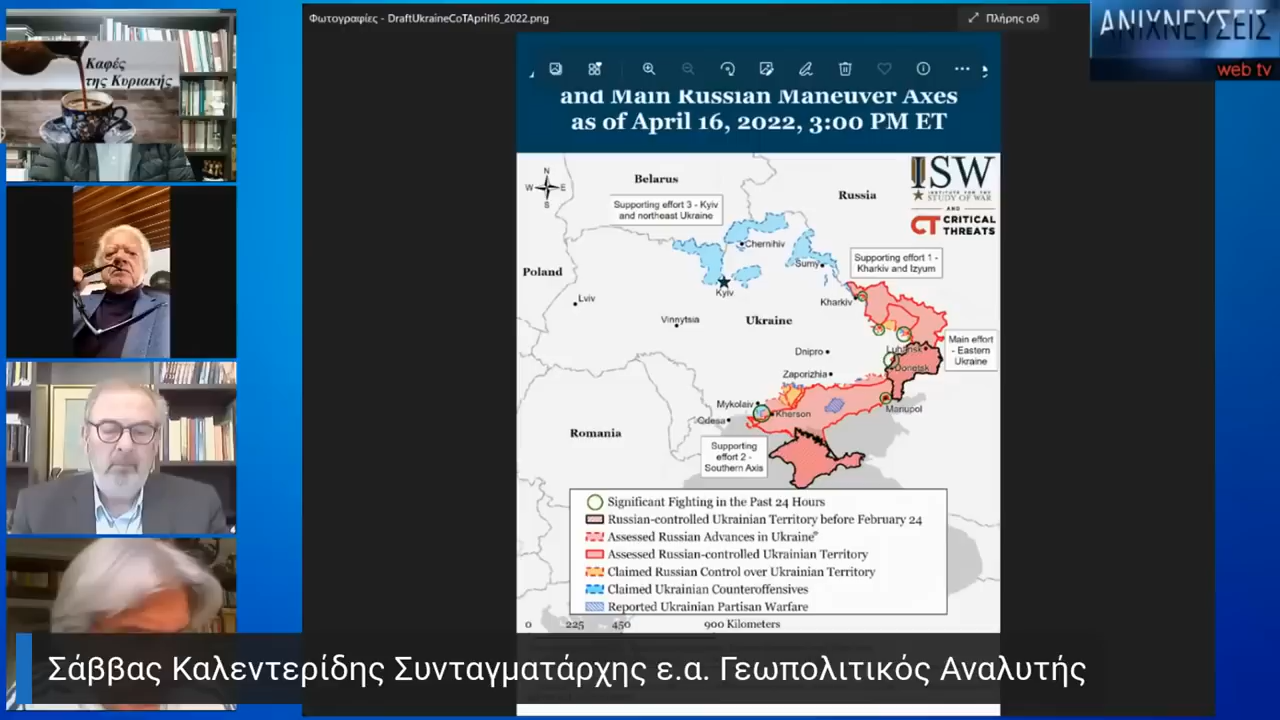 Φωτογραφίες - DraftUkraineCoTApril16_2022.png
Πλήρης οθ
ΑΝΙΧΝΕΥΣΕΙΣ
web tv
Καφές
της Κυριακής
and Main Russian Maneuver Axes
as of April 16, 2022, 3:00 PM ET
N
W
E
S
ISW
INSTITUTE FOR THE
STUDY OF WAR
AND
CT CRITICAL
THREATS
Belarus
Russia
Supporting effort 3 - Kyiv
and northeast Ukraine
Chernihiv
Sumy
Supporting effort 1 -
Kharkiv and Izyum
Poland
Kyiv
Lviv
Kharkiv
Vinnytsia
Ukraine
Main effort
- Eastern
Ukraine
Luhansk
Dnipro
Donetsk
Zaporizhia
Mykolaiv
Kherson
Mariupol
Odesa
Romania
Supporting
effort 2 -
Southern Axis
Significant Fighting in the Past 24 Hours
Russian-controlled Ukrainian Territory before February 24
Assessed Russian Advances in Ukraine*
Assessed Russian-controlled Ukrainian Territory
Claimed Russian Control over Ukrainian Territory
Claimed Ukrainian Counteroffensives
Reported Ukrainian Partisan Warfare
0 225 450 900 Kilometers
Σάββας Καλεντερίδης Συνταγματάρχης ε.α. Γεωπολιτικός Αναλυτής